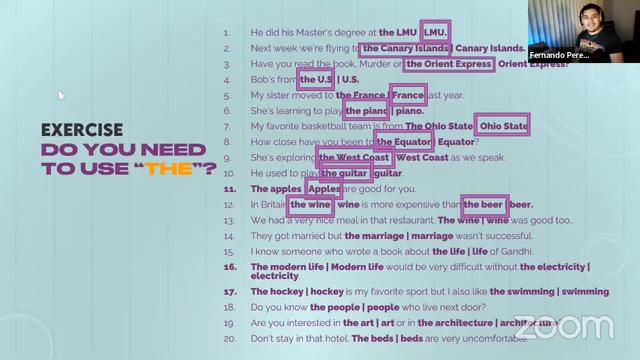 EXERCISE
DO YOU NEED
TO USE “THE”?
1. He did his Master's degree at the LMU | LMU.
2. Next week we're flying to the Canary Islands | Canary Islands.
3. Have you read the book, Murder on the Orient Express | Orient Express?
4. Bob's from the U.S | U.S.
5. My sister moved to the France | France last year.
6. She's learning to play the piano | piano.
7. My favorite basketball team is from The Ohio State | Ohio State
8. How close have you been to the Equator | Equator?
9. She's exploring the West Coast | West Coast as we speak.
10. He used to play the guitar | guitar.
11. The apples | Apples are good for you.
12. In Britain the wine | wine is more expensive than the beer | beer.
13. We had a very nice meal in that restaurant. The wine | wine was good too..
14. They got married but the marriage | marriage wasn't successful.
15. I know someone who wrote a book about the life | life of Gandhi.
16. The modern life | Modern life would be very difficult without the electricity |
electricity.
17. The hockey | hockey is my favorite sport but I also like the swimming | swimming.
18. Do you know the people | people who live next door?
19. Are you interested in the art | art or in the architecture | architecture?
20. Don't stay in that hotel. The beds | beds are very uncomfortable.
Fernando Pere...
zoom